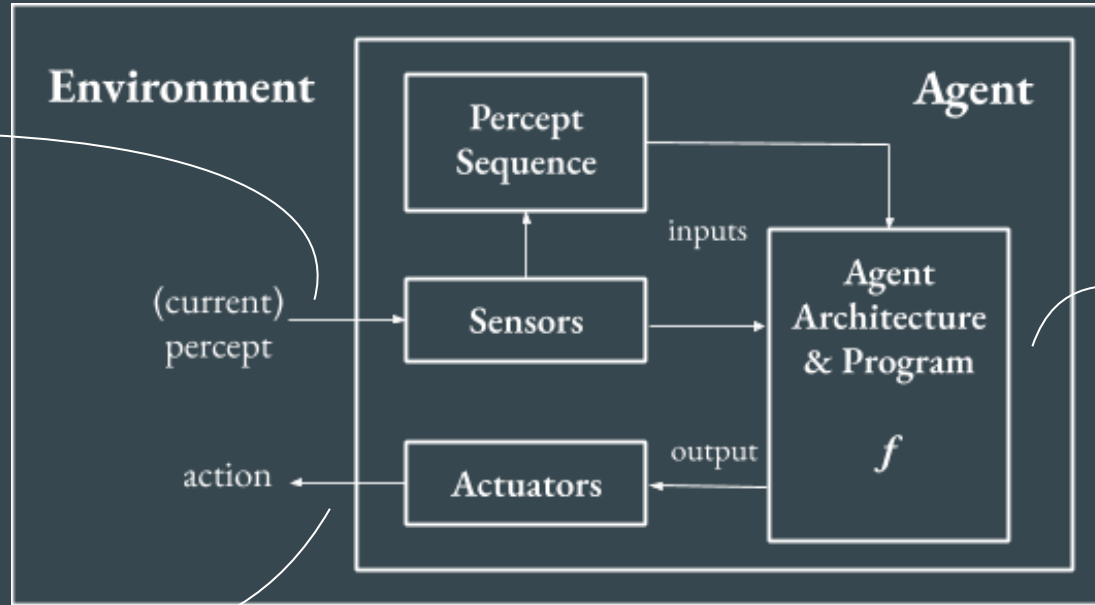 Environment
Agent
Percept
Sequence
inputs
(current)
percept
Sensors
Agent
Architecture
& Program
f
output
action
Actuators